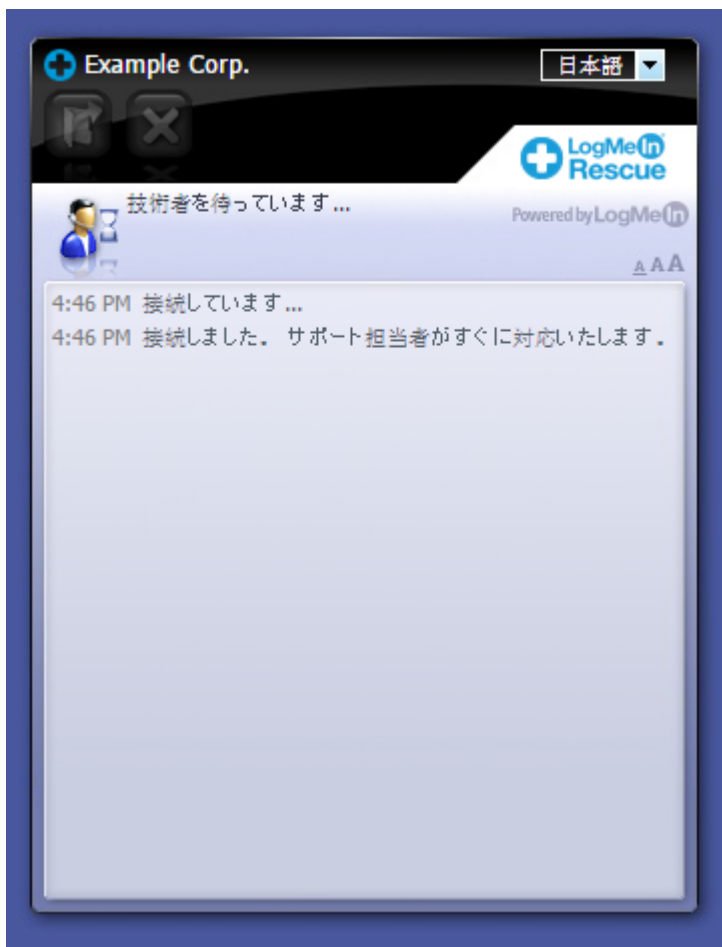 Example Corp.
日本語
LogMeIn
Rescue
技術者を待っています...
Powered by LogMeIn
A A A
4:46 PM 接続しています...
4:46 PM 接続しました. サポート担当者がすぐに対応いたします.